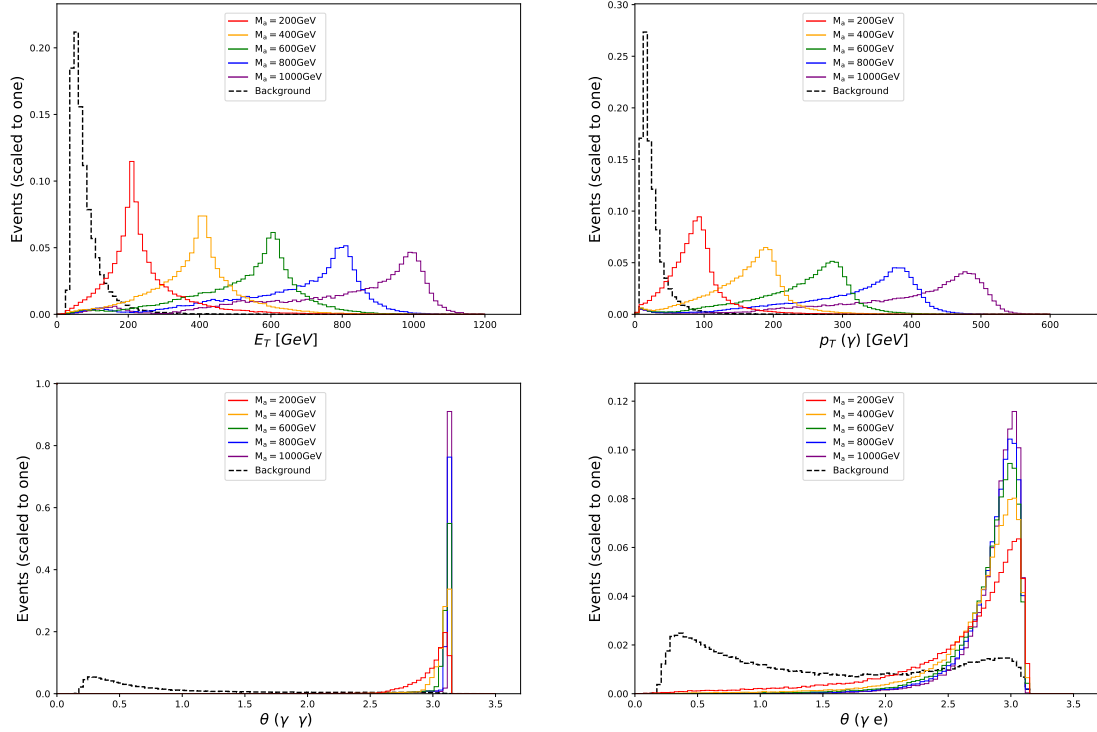 Events (scaled to one)
0.20
0.15
0.10
0.05
0.00
0
200
400
600
800
1000
1200
E_T [GeV]
M_a = 200GeV
M_a = 400GeV
M_a = 600GeV
M_a = 800GeV
M_a = 1000GeV
Background
Events (scaled to one)
0.30
0.25
0.20
0.15
0.10
0.05
0.00
0
100
200
300
400
500
600
p_T (γ) [GeV]
M_a = 200GeV
M_a = 400GeV
M_a = 600GeV
M_a = 800GeV
M_a = 1000GeV
Background
Events (scaled to one)
1.0
0.8
0.6
0.4
0.2
0.0
0.0
0.5
1.0
1.5
2.0
2.5
3.0
3.5
θ (γ γ)
M_a = 200GeV
M_a = 400GeV
M_a = 600GeV
M_a = 800GeV
M_a = 1000GeV
Background
Events (scaled to one)
0.12
0.10
0.08
0.06
0.04
0.02
0.00
0.0
0.5
1.0
1.5
2.0
2.5
3.0
3.5
θ (γ e)
M_a = 200GeV
M_a = 400GeV
M_a = 600GeV
M_a = 800GeV
M_a = 1000GeV
Background